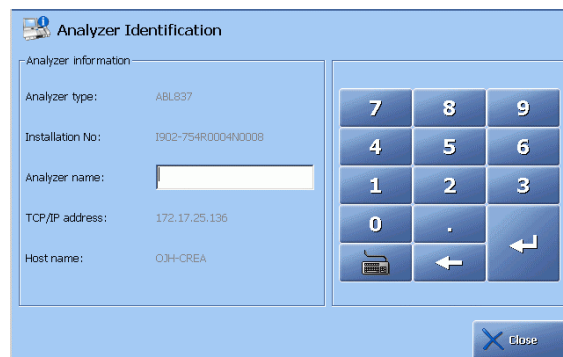 Analyzer Identification
Analyzer information
Analyzer type: ABL837
Installation No: I902-754R0004N0008
Analyzer name:
TCP/IP address: 172.17.25.136
Host name: OJH-CREA
7 8 9
4 5 6
1 2 3
0 .
Close